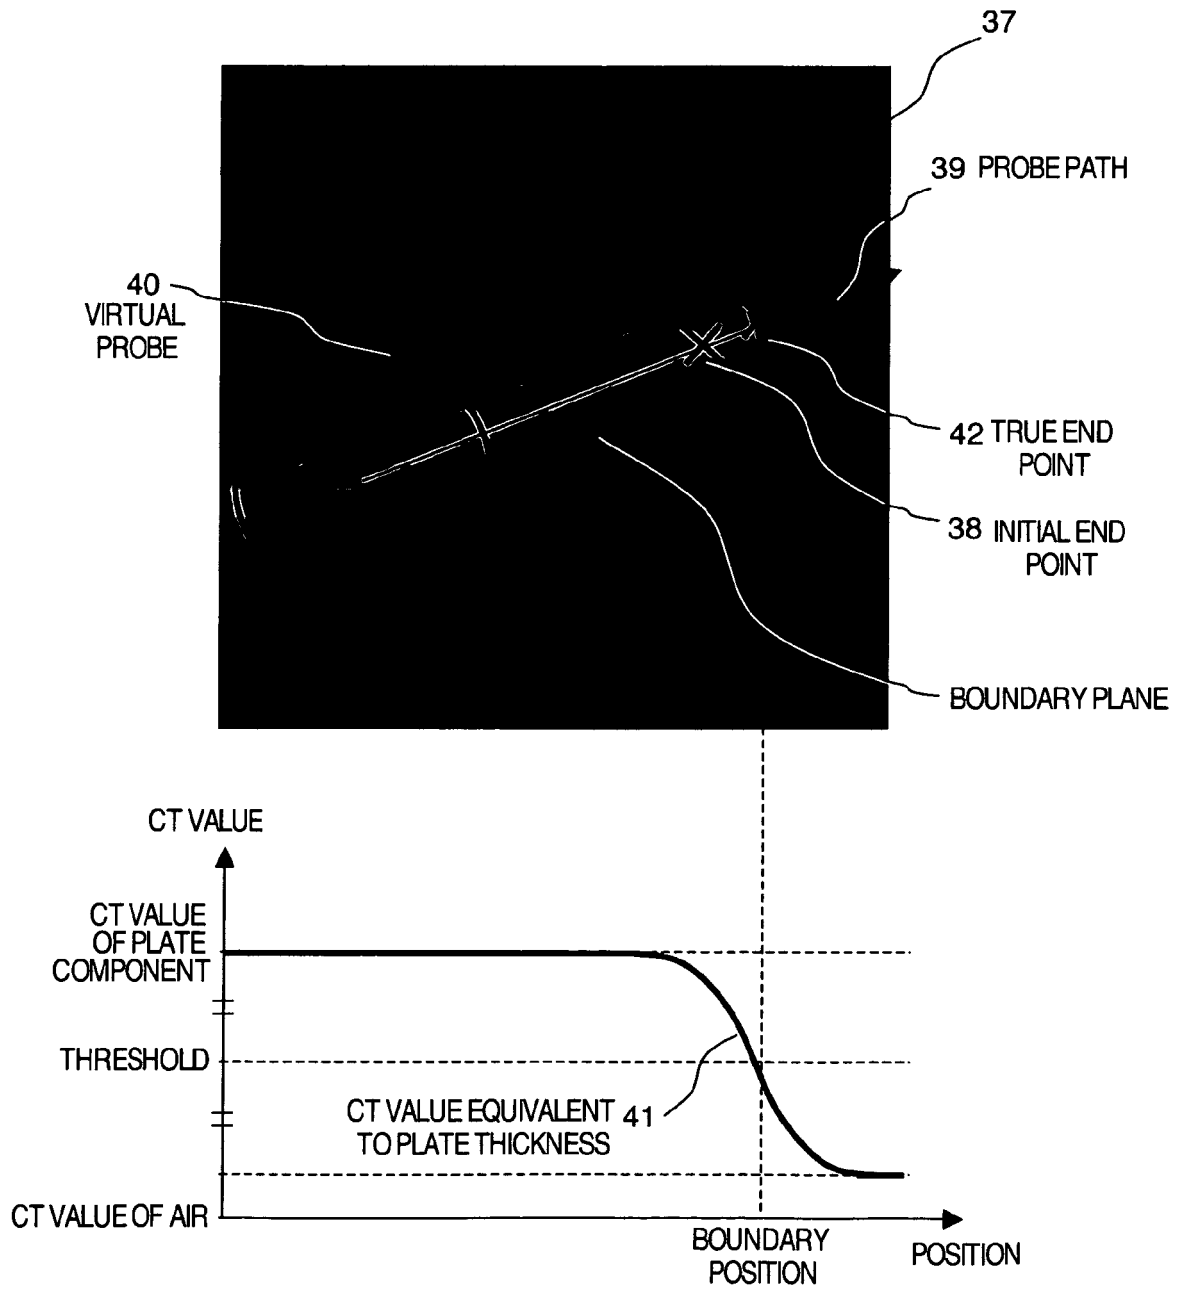 37
39 PROBE PATH
40
VIRTUAL
PROBE
42 TRUE END
POINT
38 INITIAL END
POINT
BOUNDARY PLANE
CT VALUE
CT VALUE
OF PLATE
COMPONENT
THRESHOLD
CT VALUE EQUIVALENT 41
TO PLATE THICKNESS
CT VALUE OF AIR
BOUNDARY
POSITION
POSITION